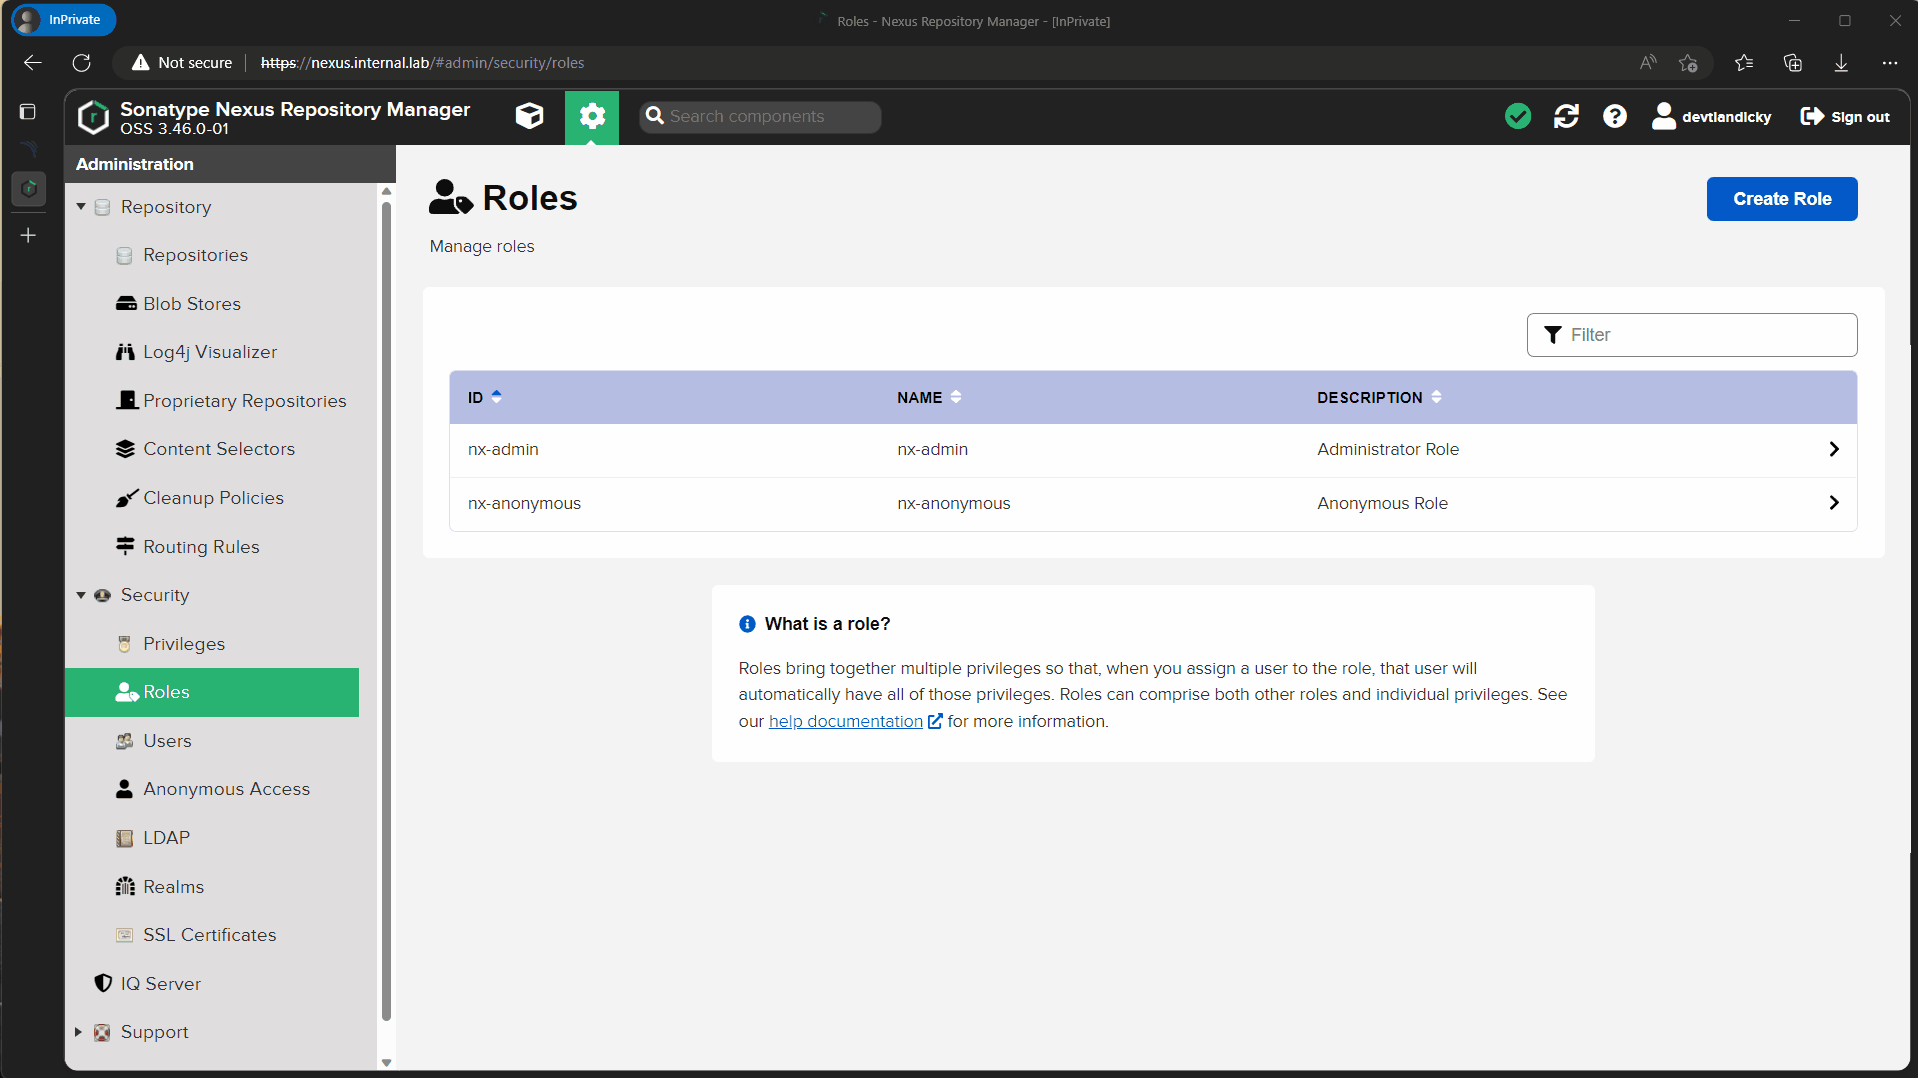 InPrivate
Roles - Nexus Repository Manager - [InPrivate]
Not secure
https://nexus.internal.lab/#admin/security/roles
Sonatype Nexus Repository Manager
OSS 3.46.0-01
Search components
devtlandicky
Sign out
Administration
Repository
Repositories
Blob Stores
Log4j Visualizer
Proprietary Repositories
Content Selectors
Cleanup Policies
Routing Rules
Security
Privileges
Roles
Users
Anonymous Access
LDAP
Realms
SSL Certificates
IQ Server
Support
Roles
Create Role
Manage roles
Filter
ID NAME DESCRIPTION
nx-admin nx-admin Administrator Role
nx-anonymous nx-anonymous Anonymous Role
What is a role?
Roles bring together multiple privileges so that, when you assign a user to the role, that user will
automatically have all of those privileges. Roles can comprise both other roles and individual privileges. See
our help documentation for more information.